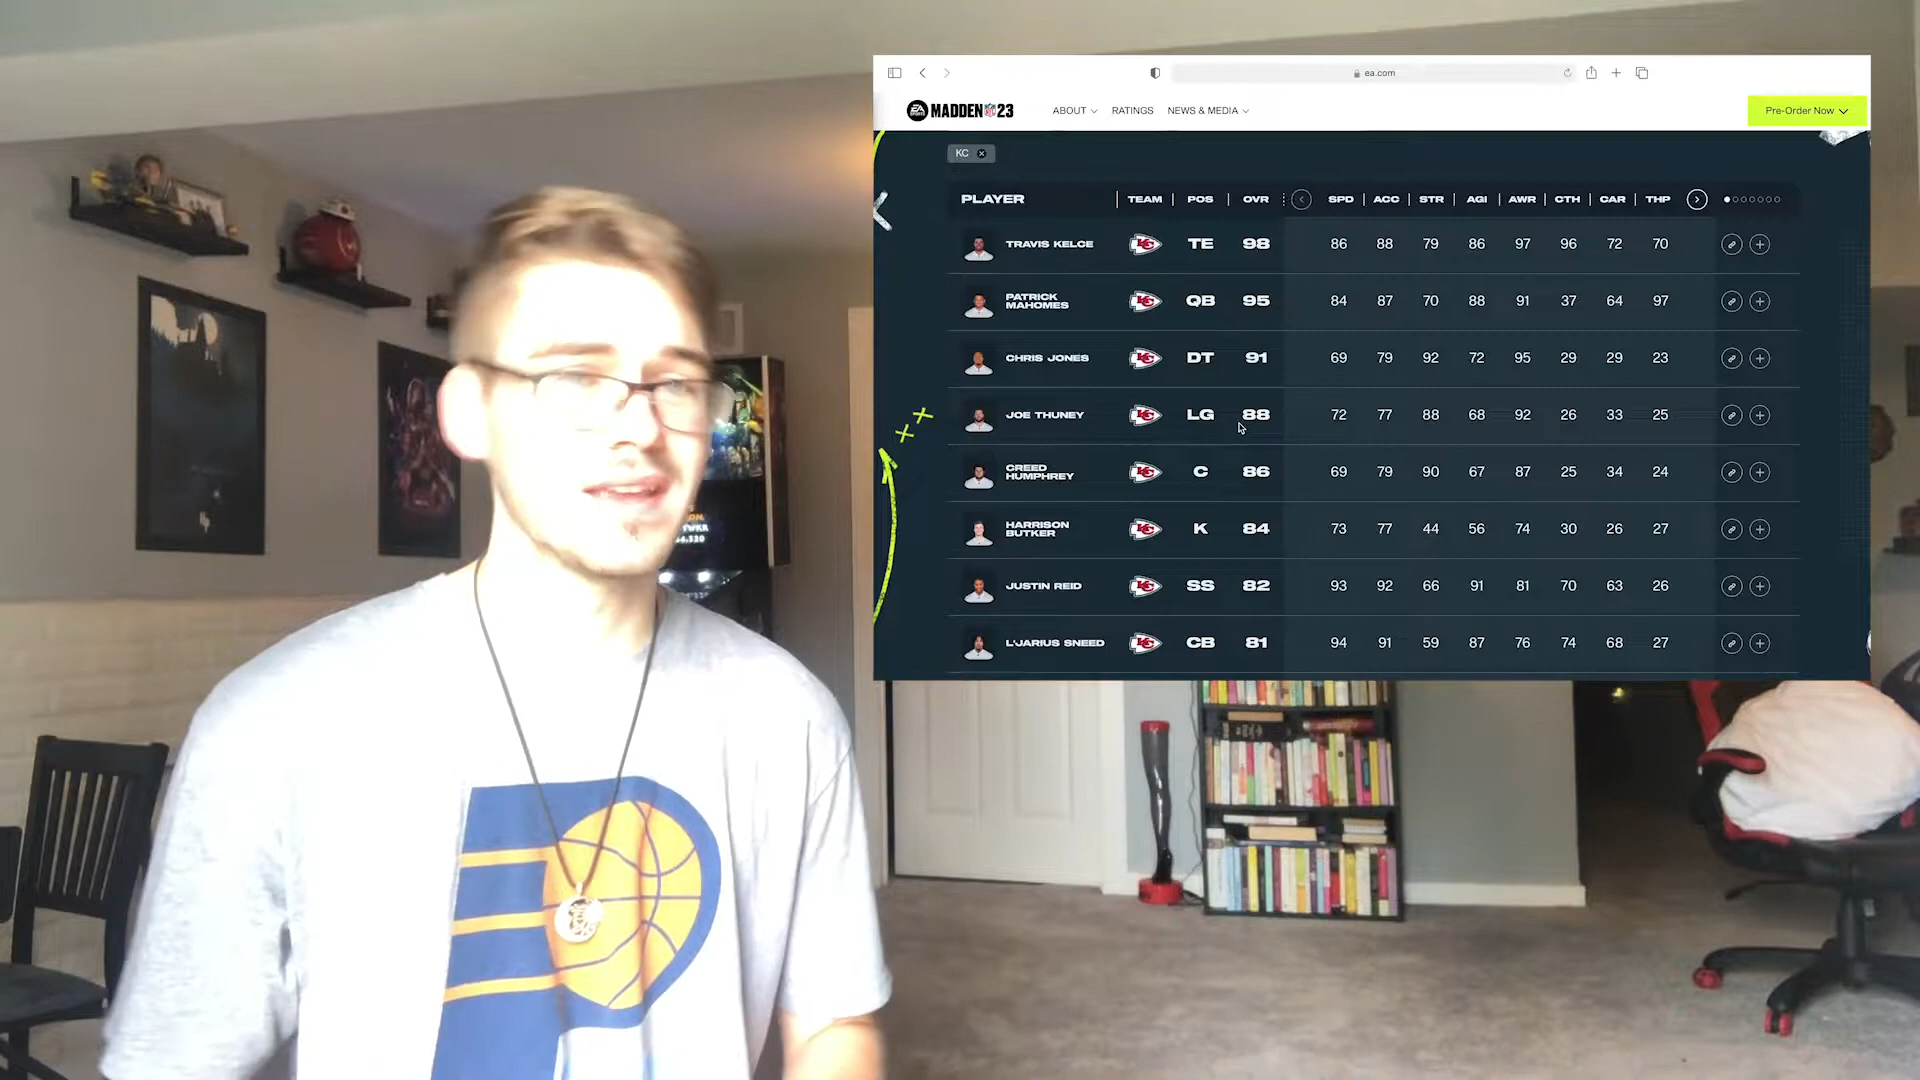 ea.com
EA SPORTS MADDEN NFL 23 ABOUT RATINGS NEWS & MEDIA Pre-Order Now
KC
PLAYER TEAM POS OVR SPD ACC STR AGI AWR CTH CAR THP
TRAVIS KELCE TE 98 86 88 79 86 97 96 72 70
PATRICK
MAHOMES QB 95 84 87 70 88 91 37 64 97
CHRIS JONES DT 91 69 79 92 72 95 29 29 23
JOE THUNEY LG 88 72 77 88 68 92 26 33 25
CREED
HUMPHREY C 86 69 79 90 67 87 25 34 24
HARRISON
BUTKER K 84 73 77 44 56 74 30 26 27
JUSTIN REID SS 82 93 92 66 91 81 70 63 26
L'JARIUS SNEED CB 81 94 91 59 87 76 74 68 27